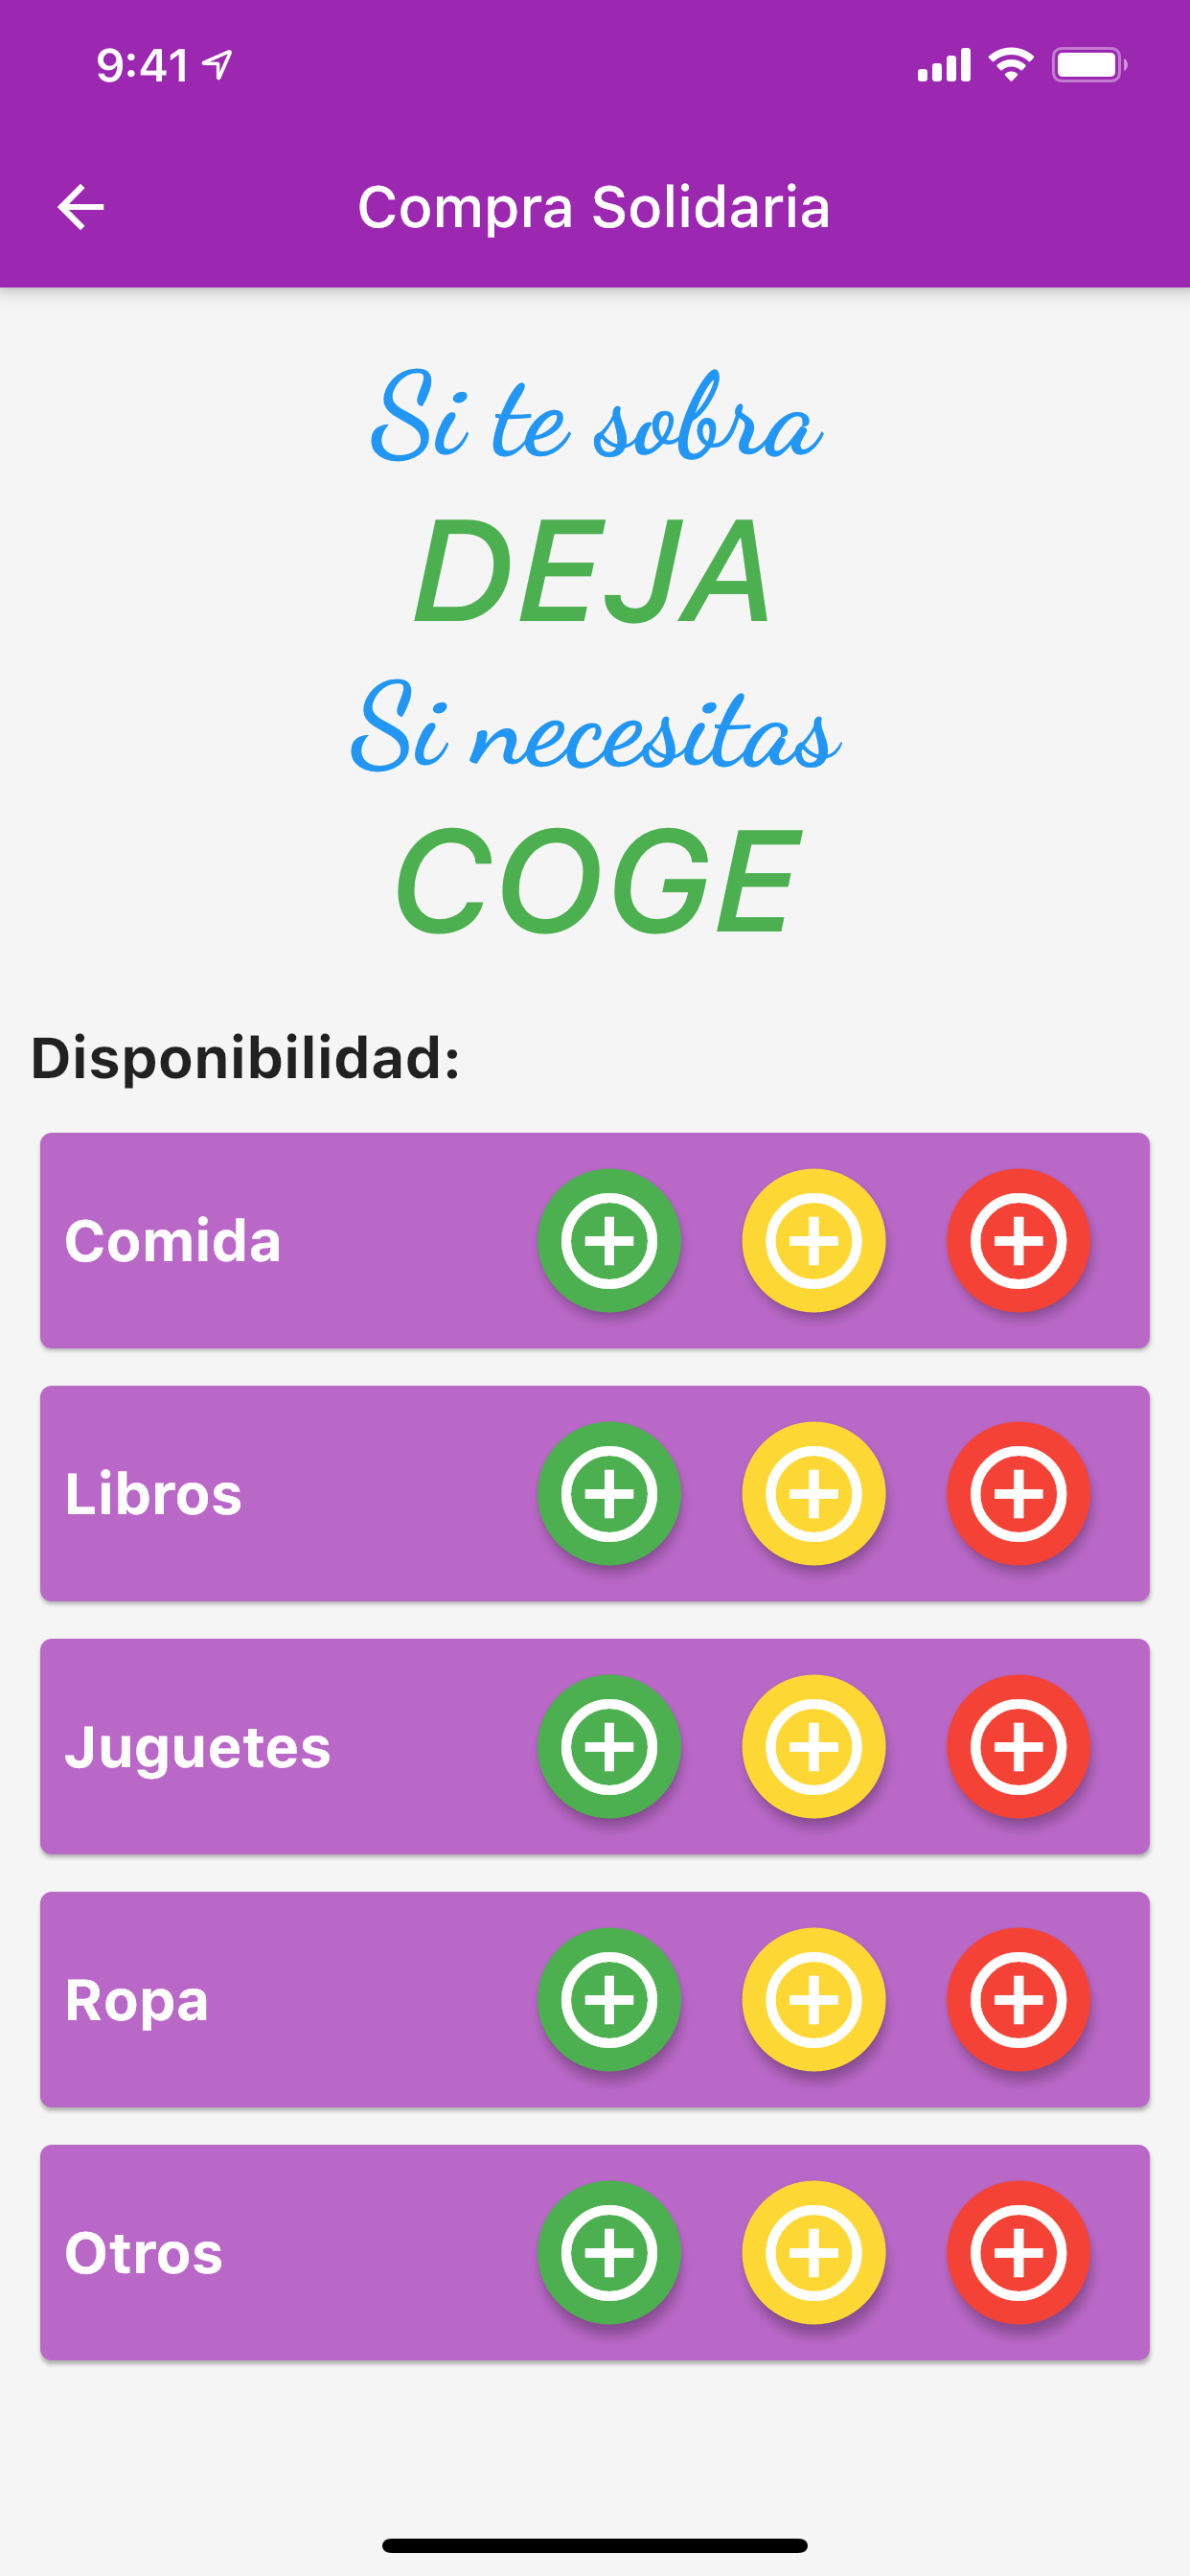 9:41
Compra Solidaria
Si te sobra
DEJA
Si necesitas
COGE
Disponibilidad:
Comida
Libros
Juguetes
Ropa
Otros